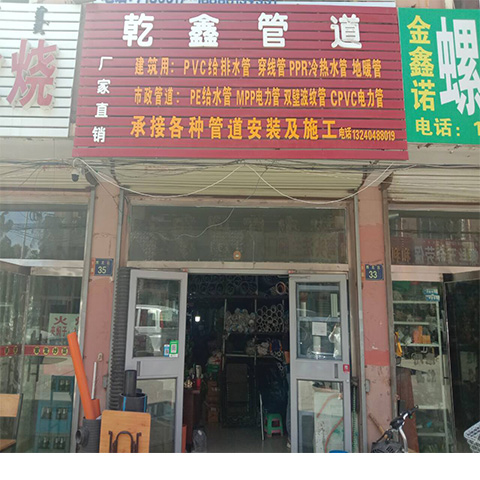 乾鑫管道
厂家直销
建筑用：PVC给排水管 穿线管 PPR冷热水管 地暖管
市政管道：PE给水管 MPP电力管 双壁波纹管 CPVC电力管
承接各种管道安装及施工 电话13240488019
烧
金鑫诺
螺
电话：1
35
33
火